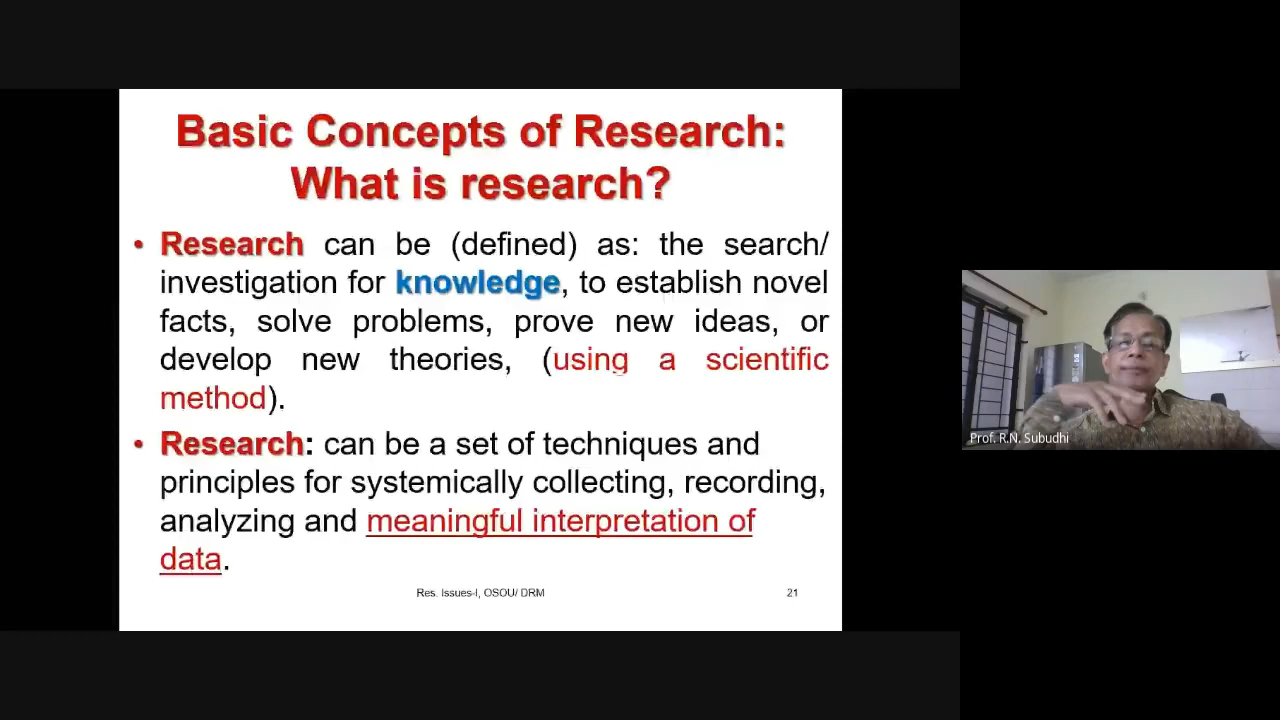 Basic Concepts of Research:
What is research?
• Research can be (defined) as: the search/
investigation for knowledge, to establish novel
facts, solve problems, prove new ideas, or
develop new theories, (using a scientific
method).
• Research: can be a set of techniques and
principles for systemically collecting, recording,
analyzing and meaningful interpretation of
data.
Res. Issues-I, OSOU/ DRM
21
Prof. R.N. Subudhi